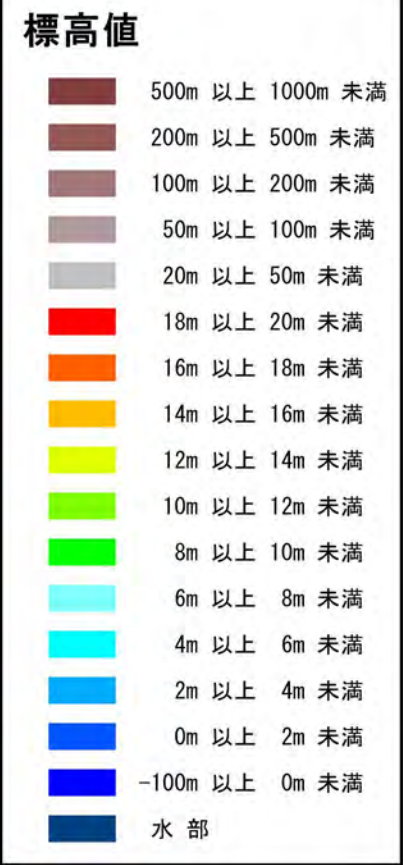 標高値
500m 以上 1000m 未満
200m 以上 500m 未満
100m 以上 200m 未満
50m 以上 100m 未満
20m 以上 50m 未満
18m 以上 20m 未満
16m 以上 18m 未満
14m 以上 16m 未満
12m 以上 14m 未満
10m 以上 12m 未満
8m 以上 10m 未満
6m 以上 8m 未満
4m 以上 6m 未満
2m 以上 4m 未満
0m 以上 2m 未満
-100m 以上 0m 未満
水 部